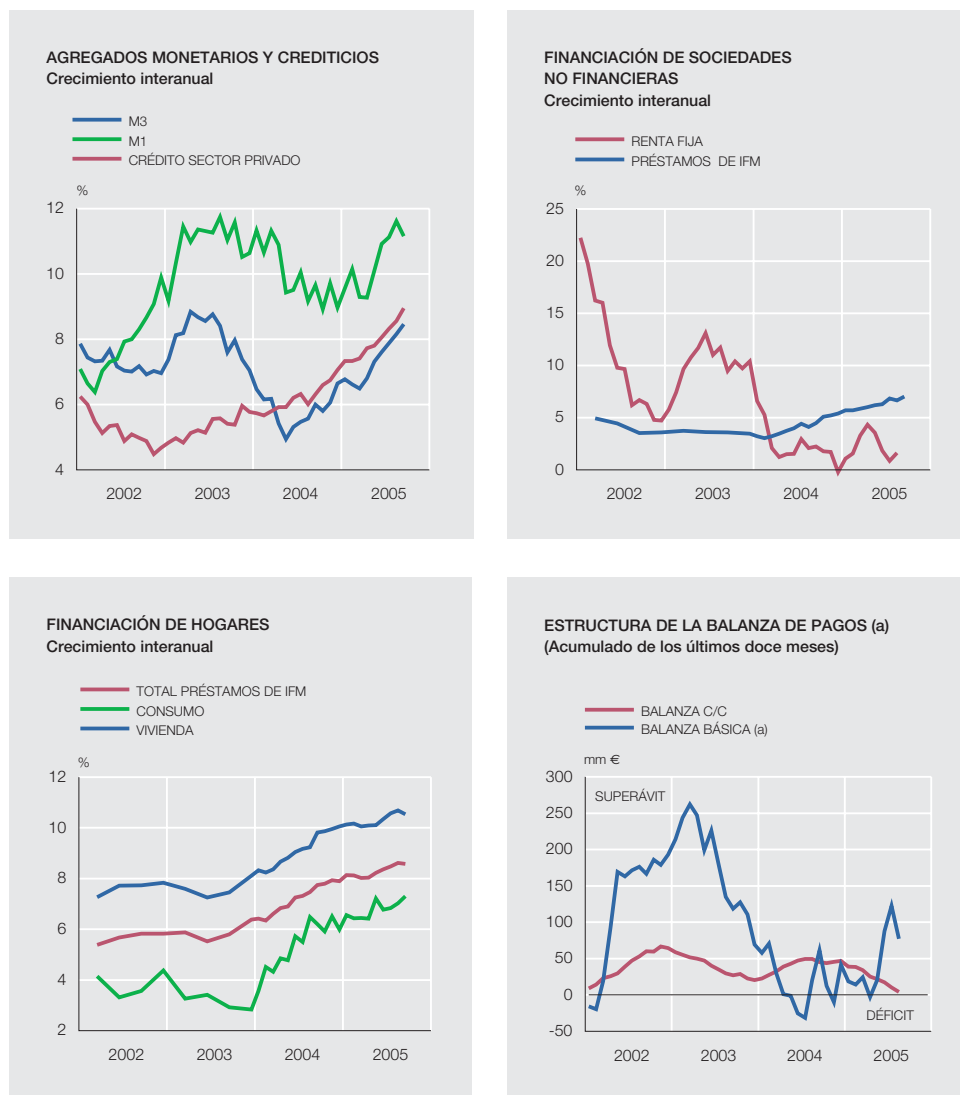 AGREGADOS MONETARIOS Y CREDITICIOS
Crecimiento interanual
M3
M1
CRÉDITO SECTOR PRIVADO
%
12
10
8
6
4
2002 2003 2004 2005
FINANCIACIÓN DE SOCIEDADES
NO FINANCIERAS
Crecimiento interanual
RENTA FIJA
PRÉSTAMOS DE IFM
%
25
20
15
10
5
0
2002 2003 2004 2005
FINANCIACIÓN DE HOGARES
Crecimiento interanual
TOTAL PRÉSTAMOS DE IFM
CONSUMO
VIVIENDA
%
12
10
8
6
4
2
2002 2003 2004 2005
ESTRUCTURA DE LA BALANZA DE PAGOS (a)
(Acumulado de los últimos doce meses)
BALANZA C/C
BALANZA BÁSICA (a)
mm €
300
SUPERÁVIT
250
200
150
100
50
0
DÉFICIT
-50
2002 2003 2004 2005